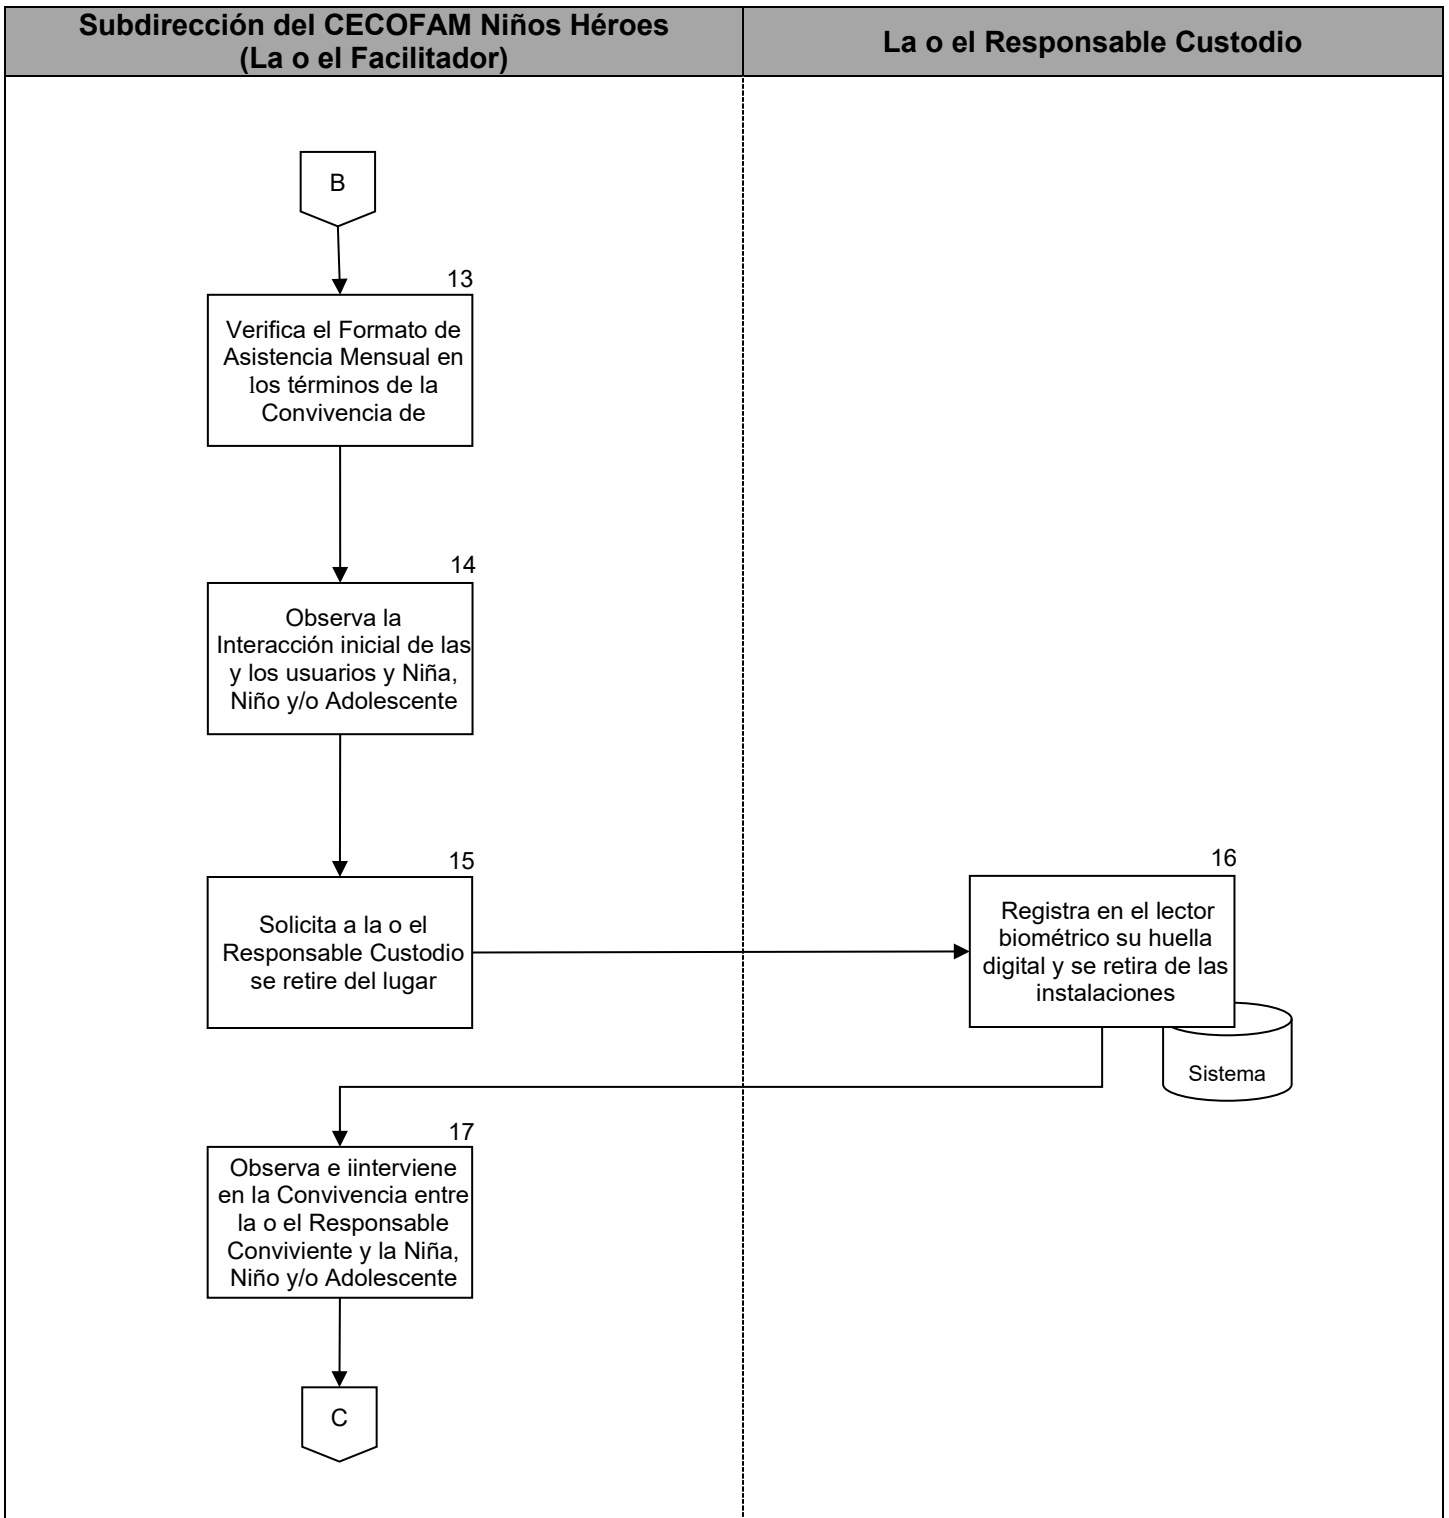 Subdirección del CECOFAM Niños Héroes
(La o el Facilitador)
La o el Responsable Custodio
B
13
Verifica el Formato de
Asistencia Mensual en
los términos de la
Convivencia de
14
Observa la
Interacción inicial de las
y los usuarios y Niña,
Niño y/o Adolescente
15
Solicita a la o el
Responsable Custodio
se retire del lugar
16
Registra en el lector
biométrico su huella
digital y se retira de las
instalaciones
Sistema
17
Observa e iinterviene
en la Convivencia entre
la o el Responsable
Conviviente y la Niña,
Niño y/o Adolescente
C